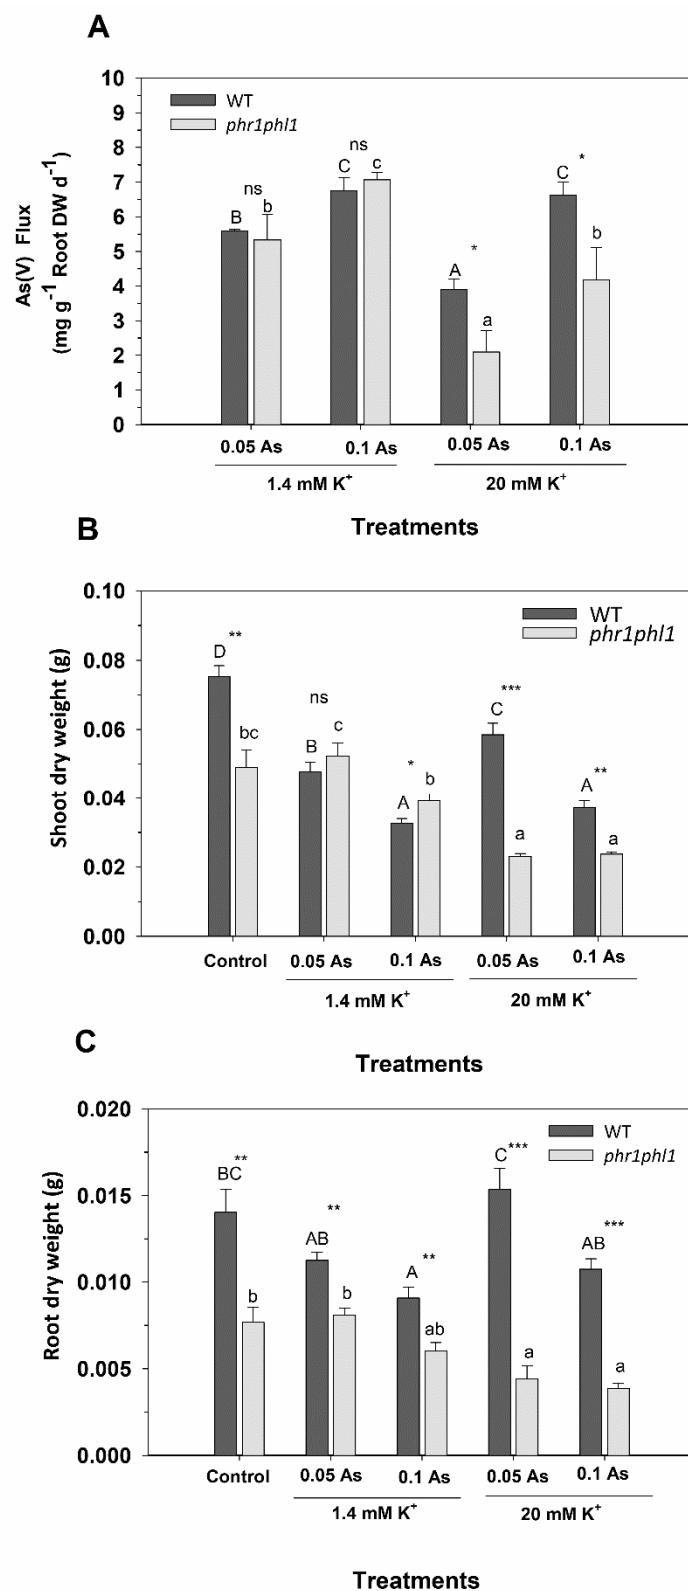 A
10
9
8
7
6
5
4
3
2
1
0
As(V) Flux
(mg g⁻¹ Root DW d⁻¹)
WT
phr1phl1
ns
B
b
ns
C
c
*
A
a
*
C
b
0.05 As
0.1 As
0.05 As
0.1 As
1.4 mM K⁺
20 mM K⁺
Treatments
B
0.10
0.08
0.06
0.04
0.02
0.00
Shoot dry weight (g)
WT
phr1phl1
**
D
bc
ns
B
c
*
A
b
***
C
a
**
A
a
Control
0.05 As
0.1 As
0.05 As
0.1 As
1.4 mM K⁺
20 mM K⁺
Treatments
C
0.020
0.015
0.010
0.005
0.000
Root dry weight (g)
WT
phr1phl1
**
BC
b
**
AB
b
**
A
ab
***
C
a
***
AB
a
Control
0.05 As
0.1 As
0.05 As
0.1 As
1.4 mM K⁺
20 mM K⁺
Treatments